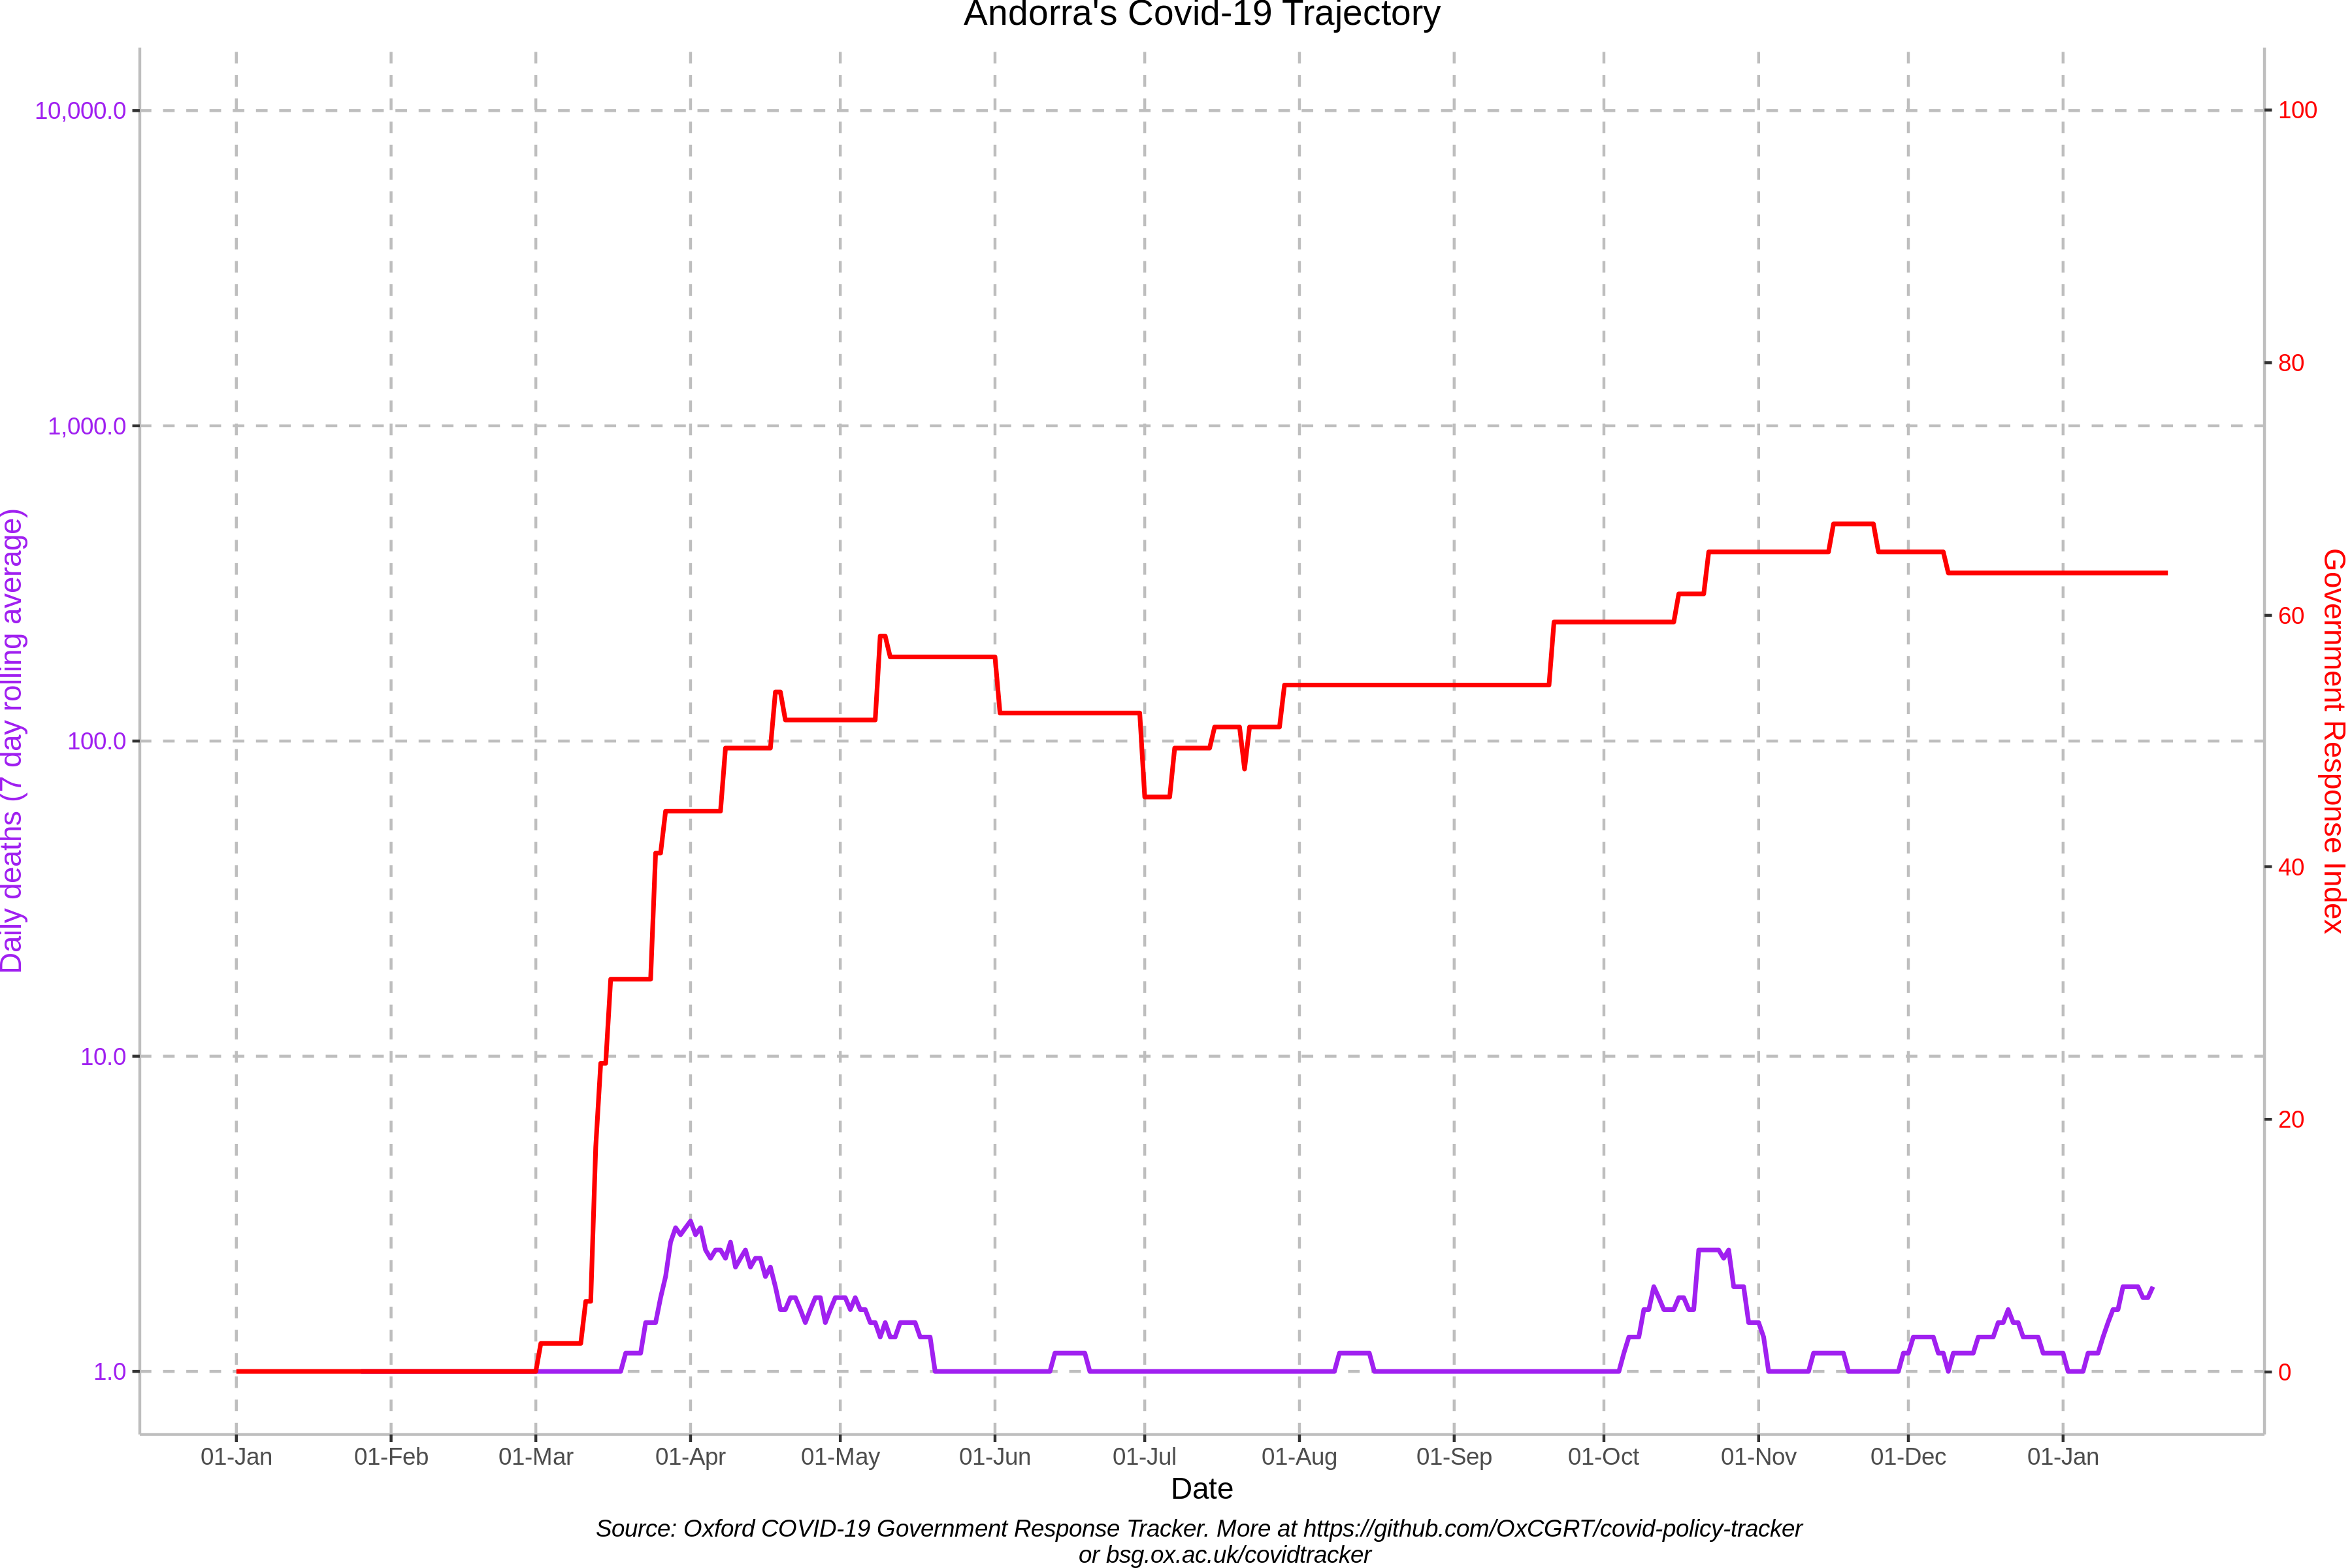 Andorra's Covid-19 Trajectory
Daily deaths (7 day rolling average)
10,000.0
1,000.0
100.0
10.0
1.0
100
80
60
40
20
0
Government Response Index
01-Jan 01-Feb 01-Mar 01-Apr 01-May 01-Jun 01-Jul 01-Aug 01-Sep 01-Oct 01-Nov 01-Dec 01-Jan
Date
Source: Oxford COVID-19 Government Response Tracker. More at https://github.com/OxCGRT/covid-policy-tracker
or bsg.ox.ac.uk/covidtracker